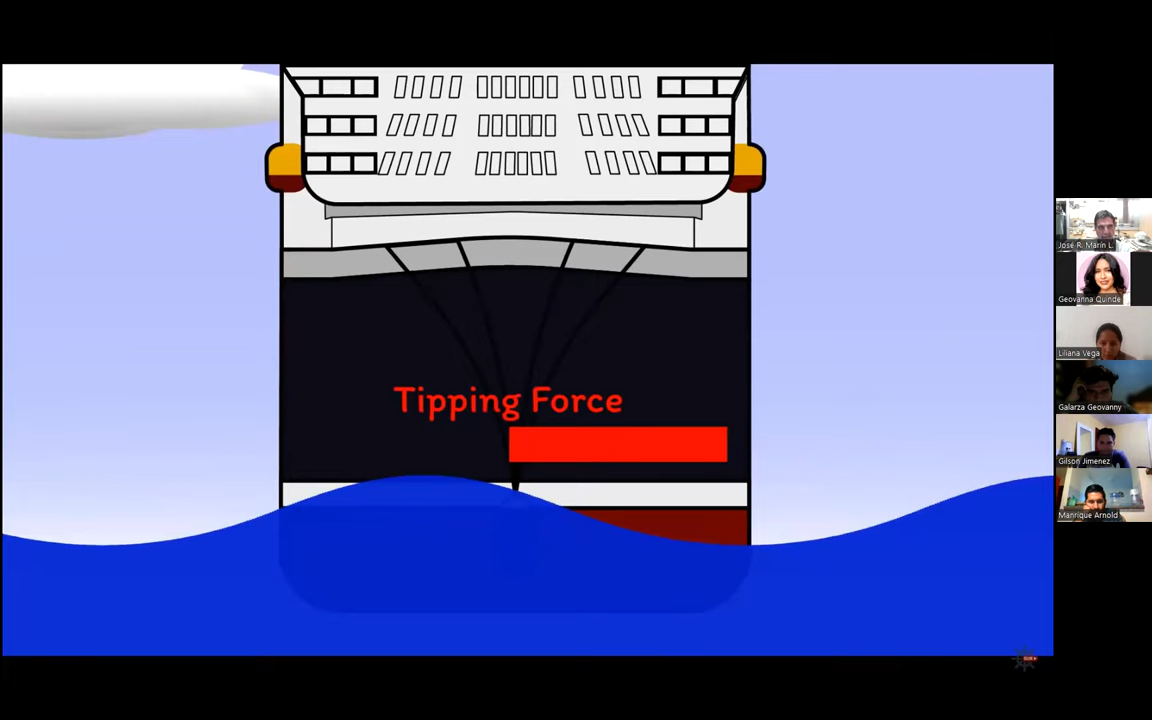 Tipping Force
José R. Marín L.
Geovanna Quinde
Liliana Vega
Galarza Geovanny
Gilson Jimenez
Manrique Arnold